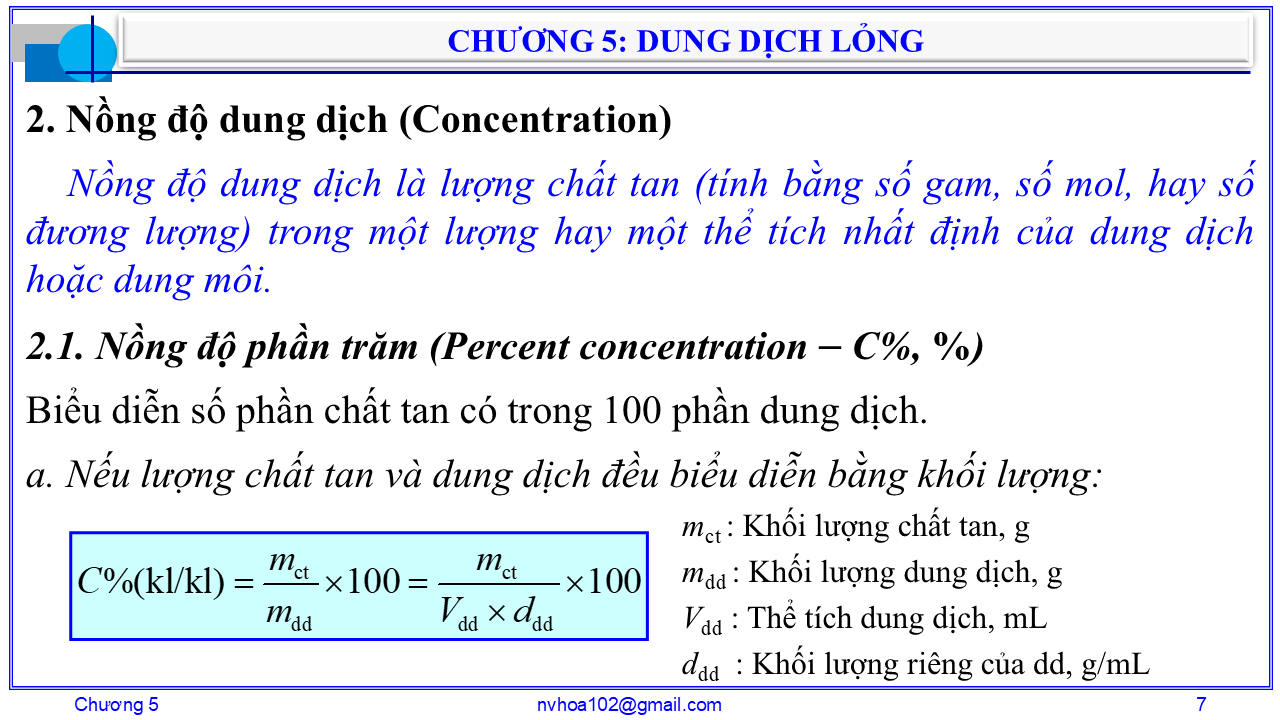 CHƯƠNG 5: DUNG DỊCH LỎNG
2. Nồng độ dung dịch (Concentration)
Nồng độ dung dịch là lượng chất tan (tính bằng số gam, số mol, hay số
đương lượng) trong một lượng hay một thể tích nhất định của dung dịch
hoặc dung môi.
2.1. Nồng độ phần trăm (Percent concentration – C%, %)
Biểu diễn số phần chất tan có trong 100 phần dung dịch.
a. Nếu lượng chất tan và dung dịch đều biểu diễn bằng khối lượng:
C%(kl/kl) = m_ct / m_dd × 100 = m_ct / (V_dd × d_dd) × 100
m_ct : Khối lượng chất tan, g
m_dd : Khối lượng dung dịch, g
V_dd : Thể tích dung dịch, mL
d_dd : Khối lượng riêng của dd, g/mL
Chương 5
nvhoa102@gmail.com
7